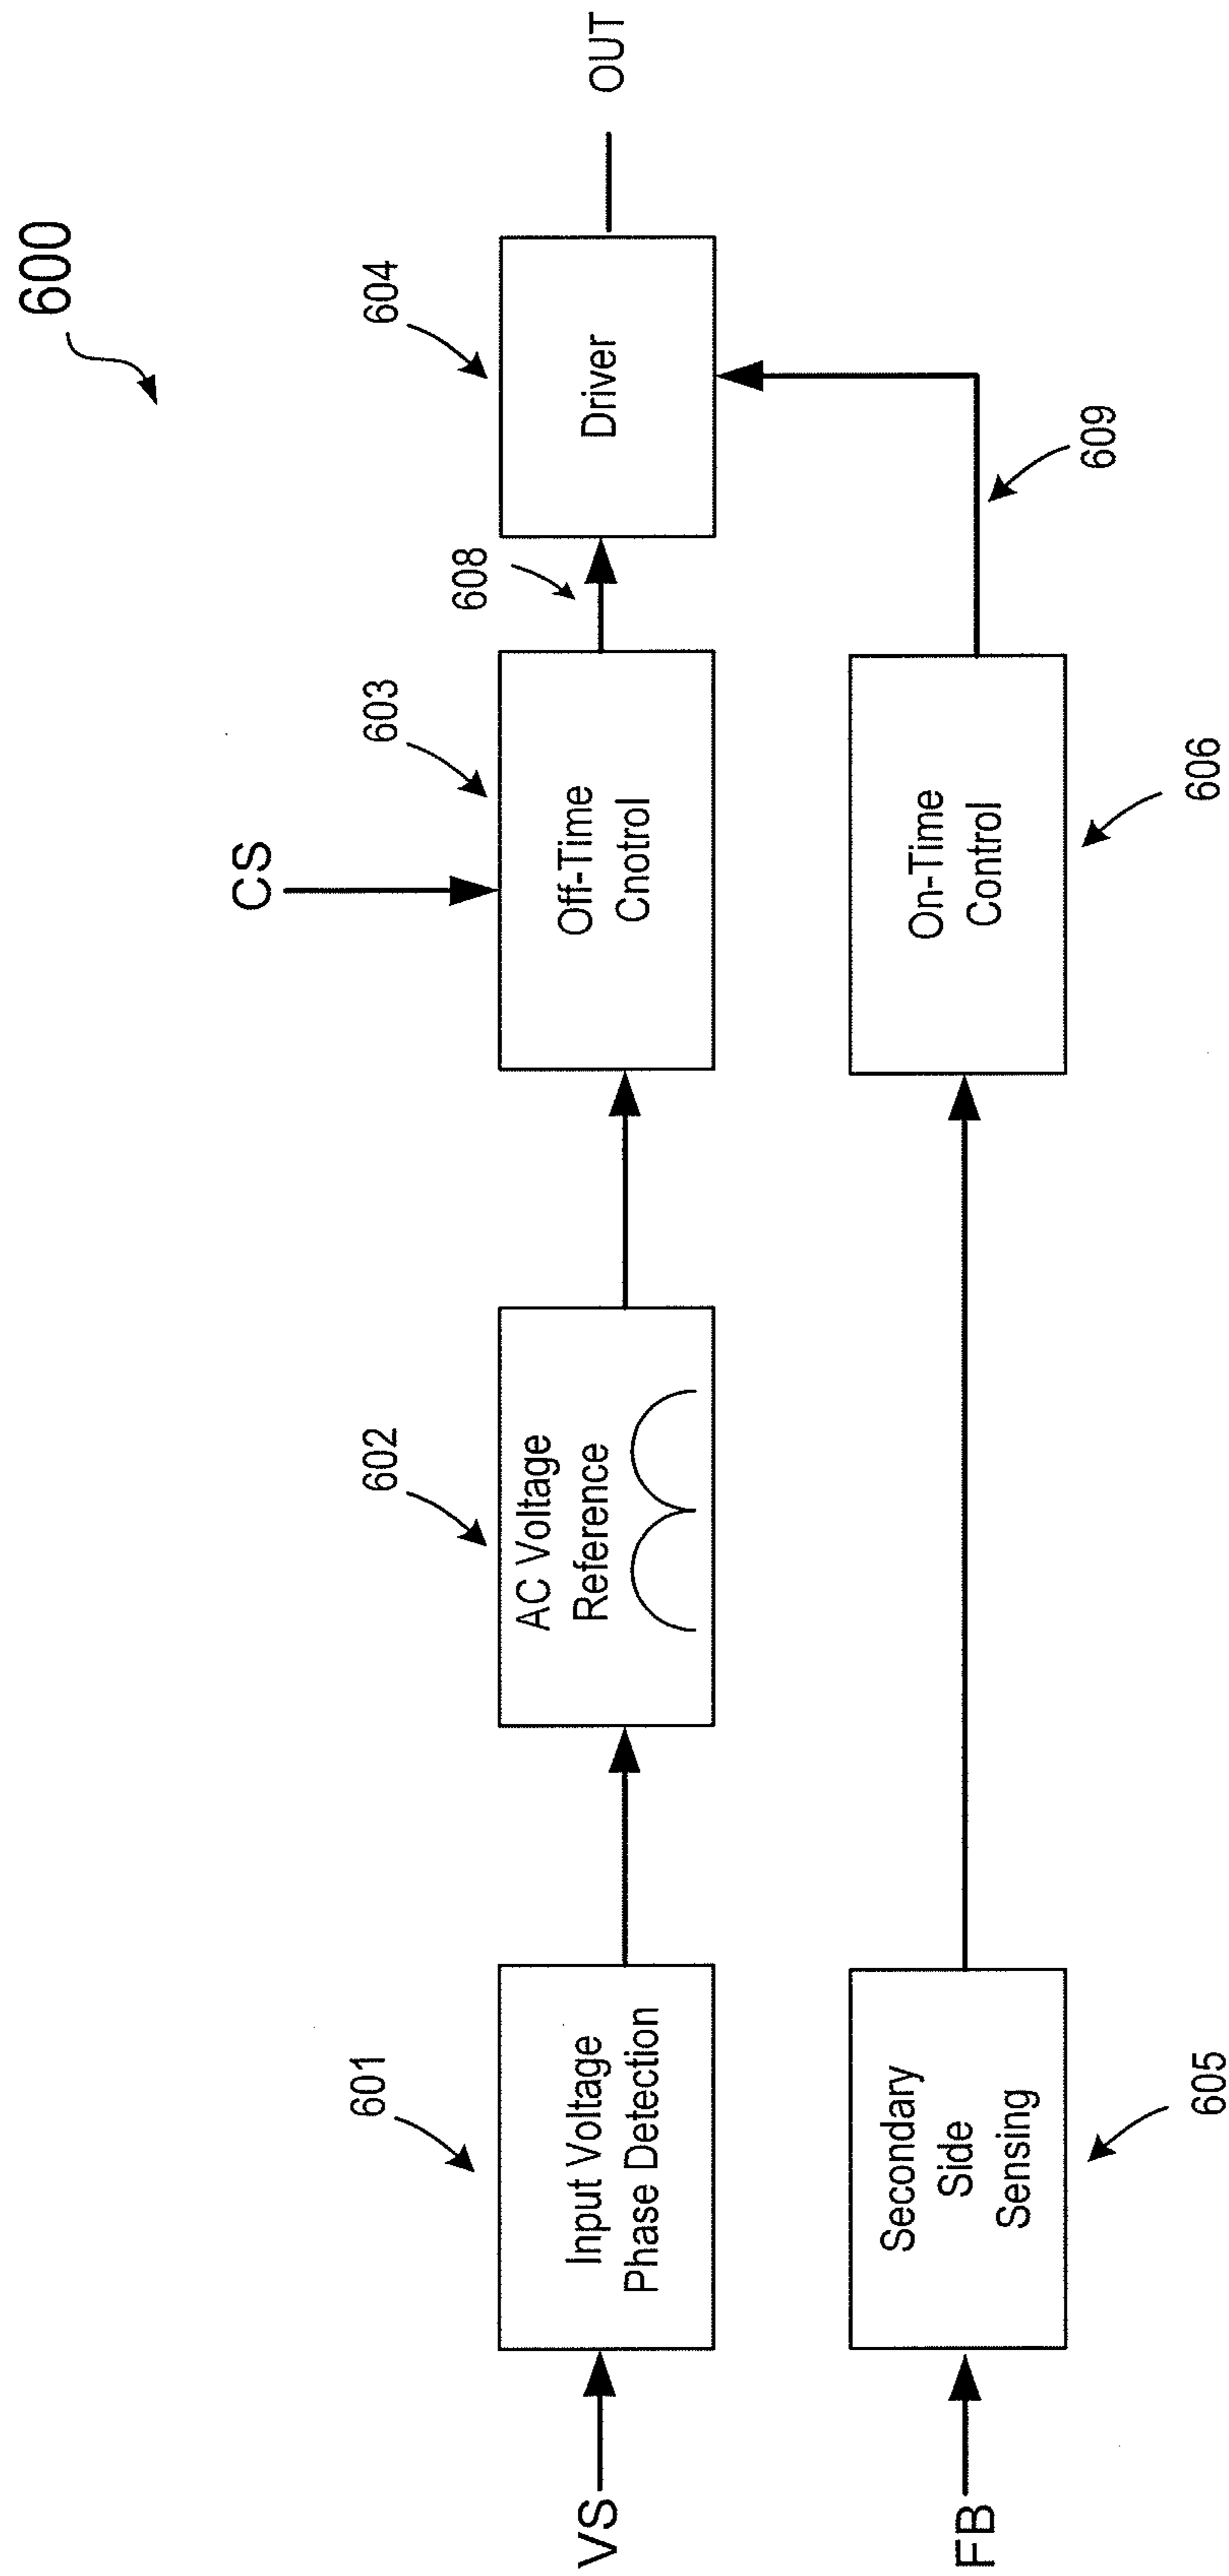 600
CS
601
602
603
604
608
OUT
VS
Input Voltage
Phase Detection
AC Voltage
Reference
Off-Time
Cnotrol
Driver
FB
Secondary
Side
Sensing
On-Time
Control
609
605
606